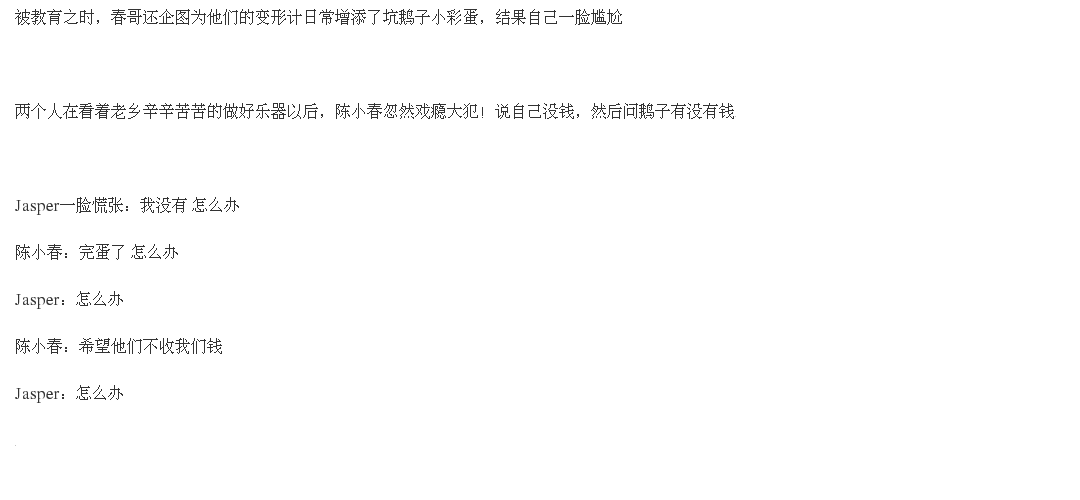 被教育之时，春哥还企图为他们的变形计日常增添了坑鹅子小彩蛋，结果自己一脸尴尬
两个人在看着老乡辛辛苦苦的做好乐器以后，陈小春忽然戏瘾大犯！说自己没钱，然后问鹅子有没有钱
Jasper一脸慌张：我没有 怎么办
陈小春：完蛋了 怎么办
Jasper：怎么办
陈小春：希望他们不收我们钱
Jasper：怎么办